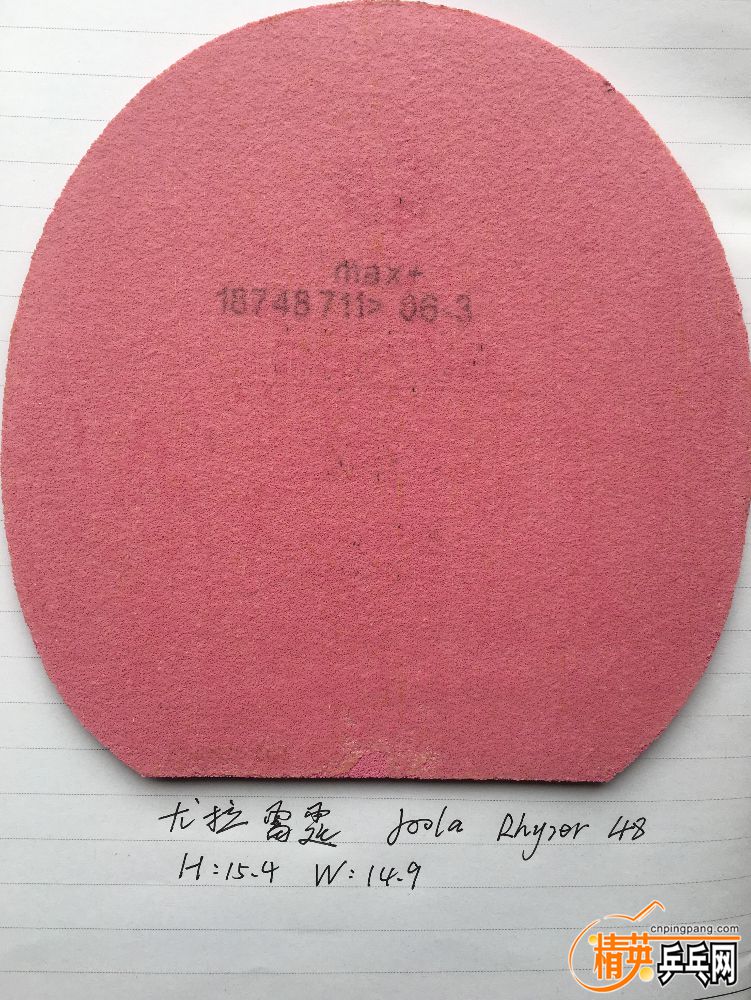 max+
18748711> 06-3
尤拉雷霆 Joola Rhyzer 48
H:15.4 W:14.9
cnpingpang.com
精英乒乓网